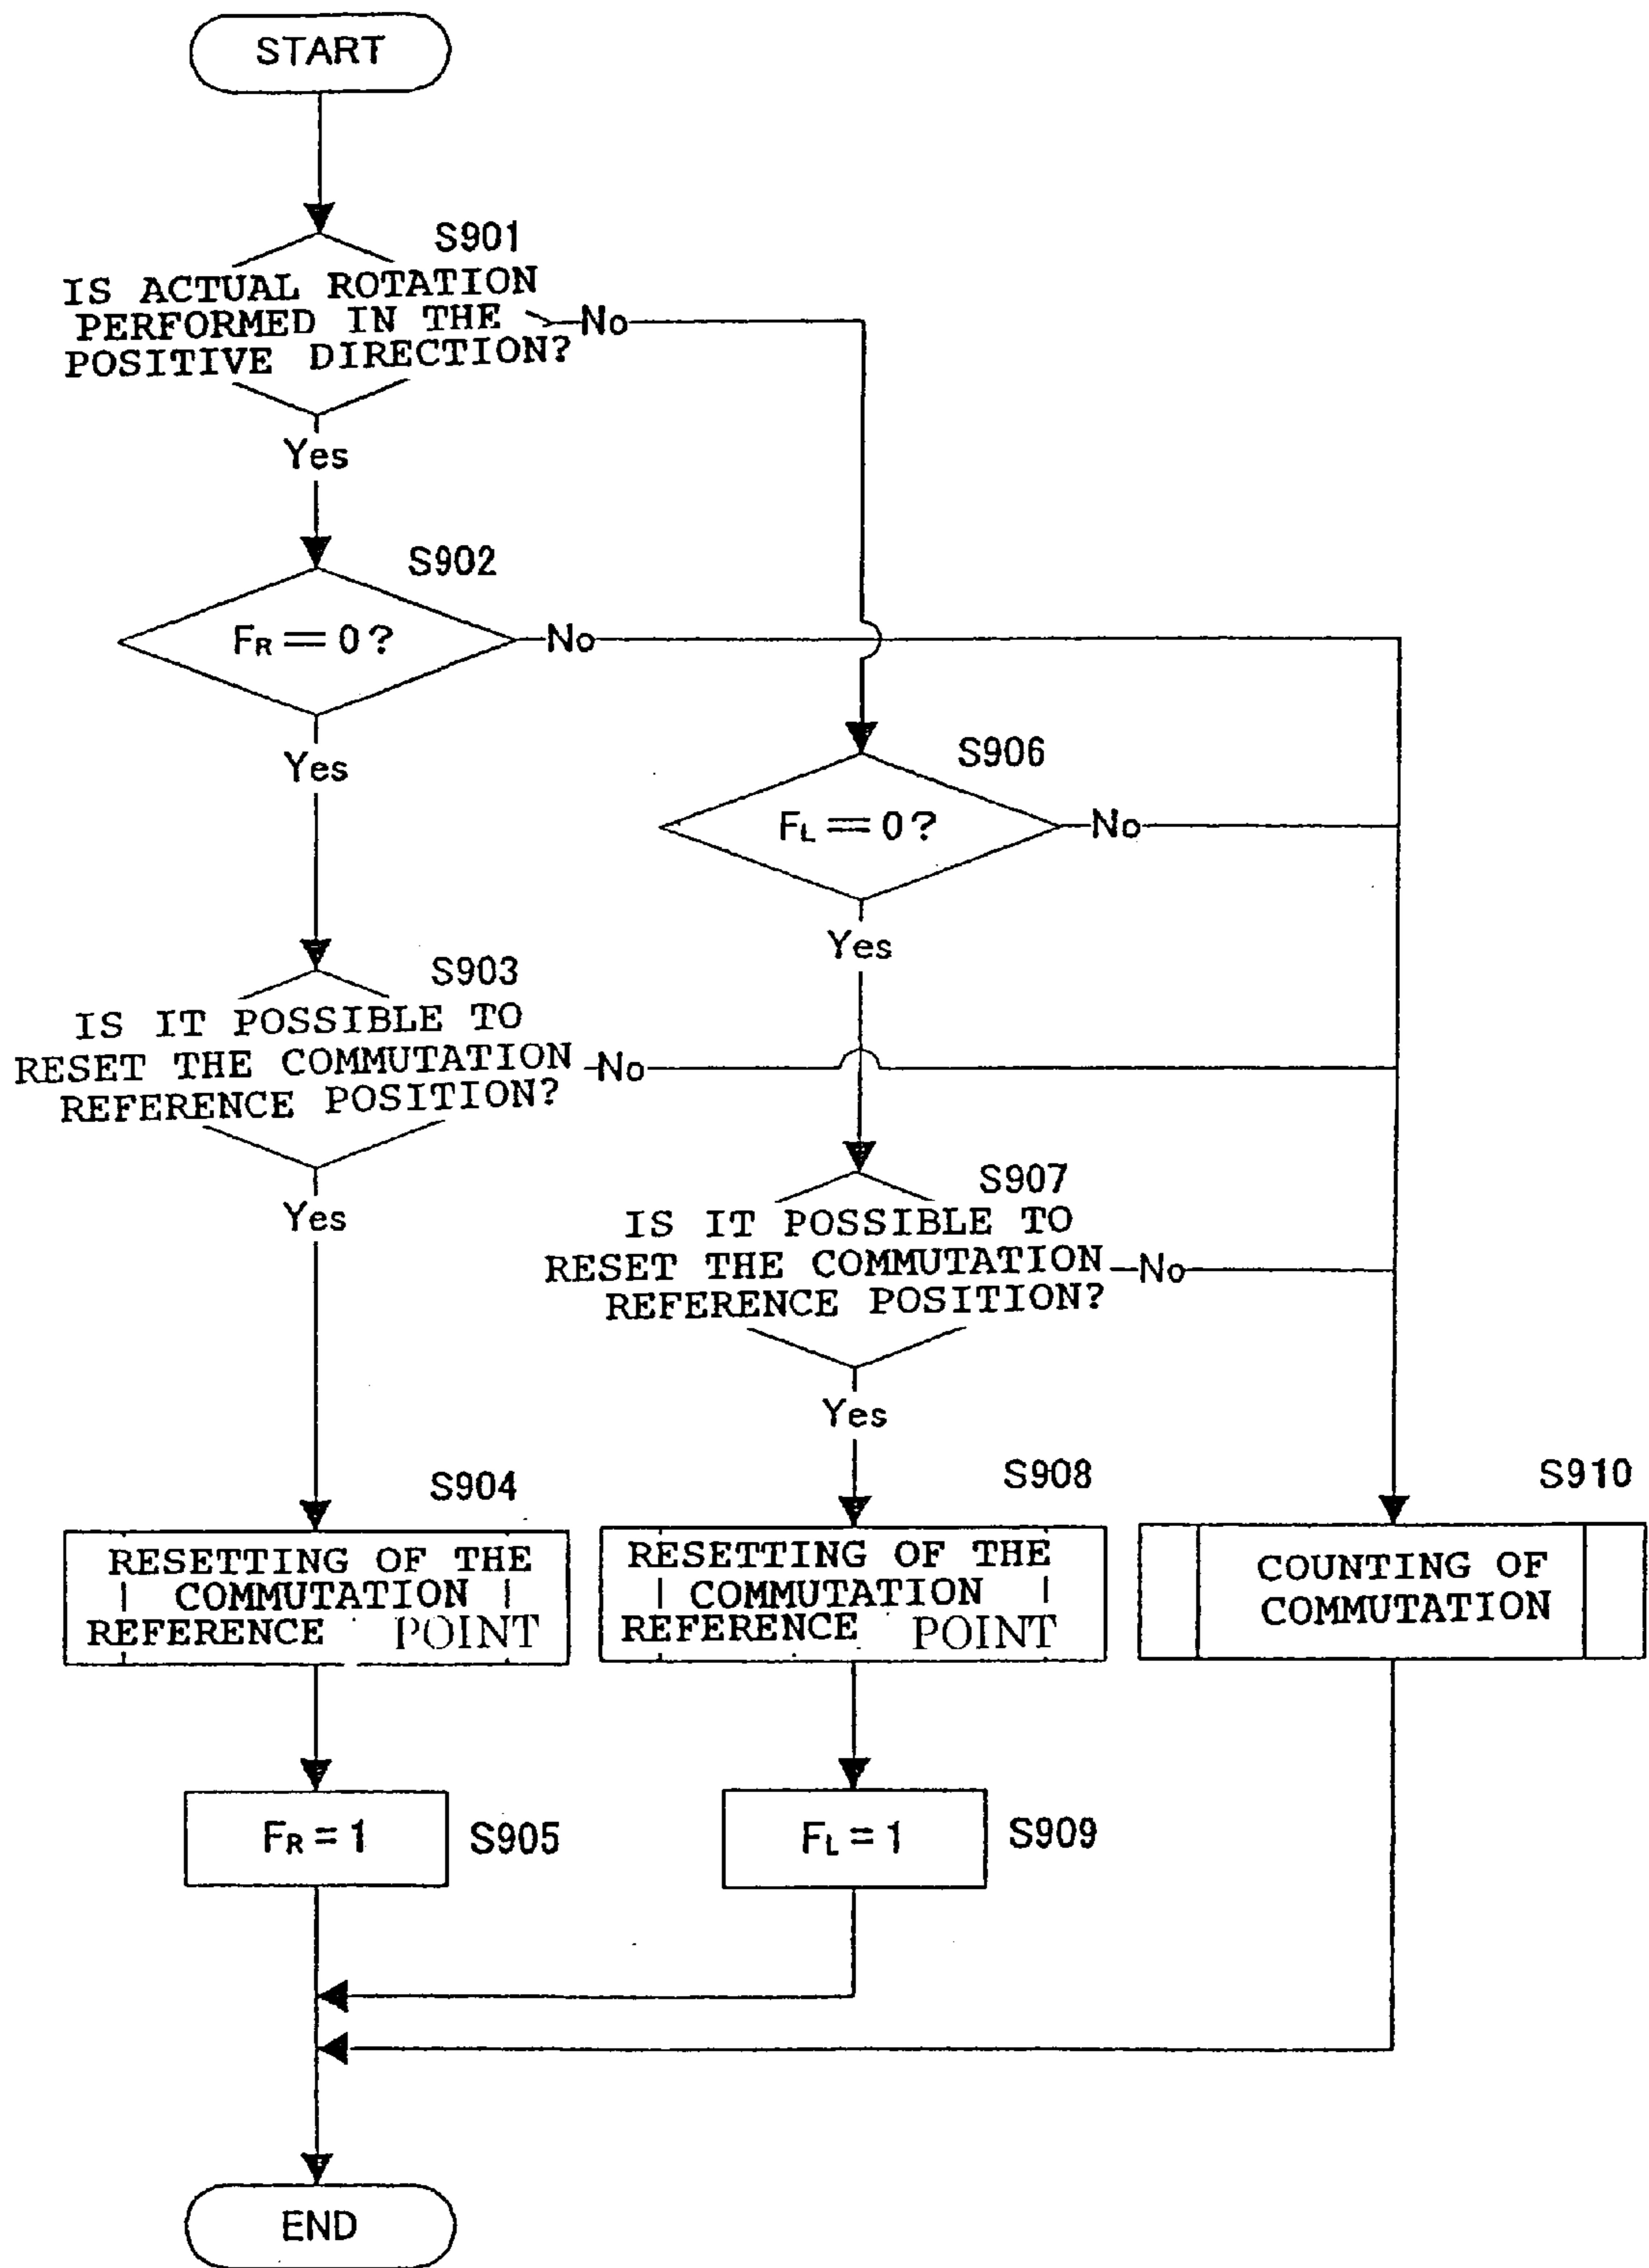 START
S901
IS ACTUAL ROTATION
PERFORMED IN THE
POSITIVE DIRECTION?
No
Yes
S902
FR==0?
No
Yes
S906
FL==0?
No
Yes
S903
IS IT POSSIBLE TO
RESET THE COMMUTATION
REFERENCE POSITION?
No
Yes
S907
IS IT POSSIBLE TO
RESET THE COMMUTATION
REFERENCE POSITION?
No
Yes
S904
RESETTING OF THE
COMMUTATION
REFERENCE POINT
S908
RESETTING OF THE
COMMUTATION
REFERENCE POINT
S910
COUNTING OF
COMMUTATION
FR=1
S905
FL=1
S909
END